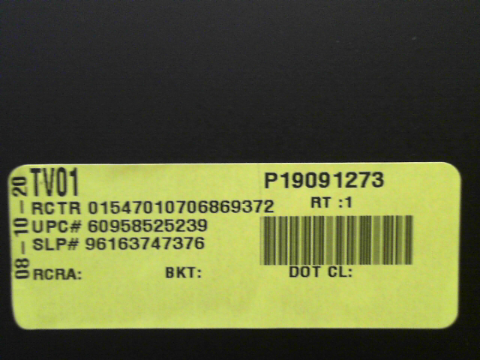 08-10-20
TV01 P19091273
RCTR 01547010706869372 RT :1
UPC# 60958525239
SLP# 96163747376
RCRA: BKT: DOT CL: